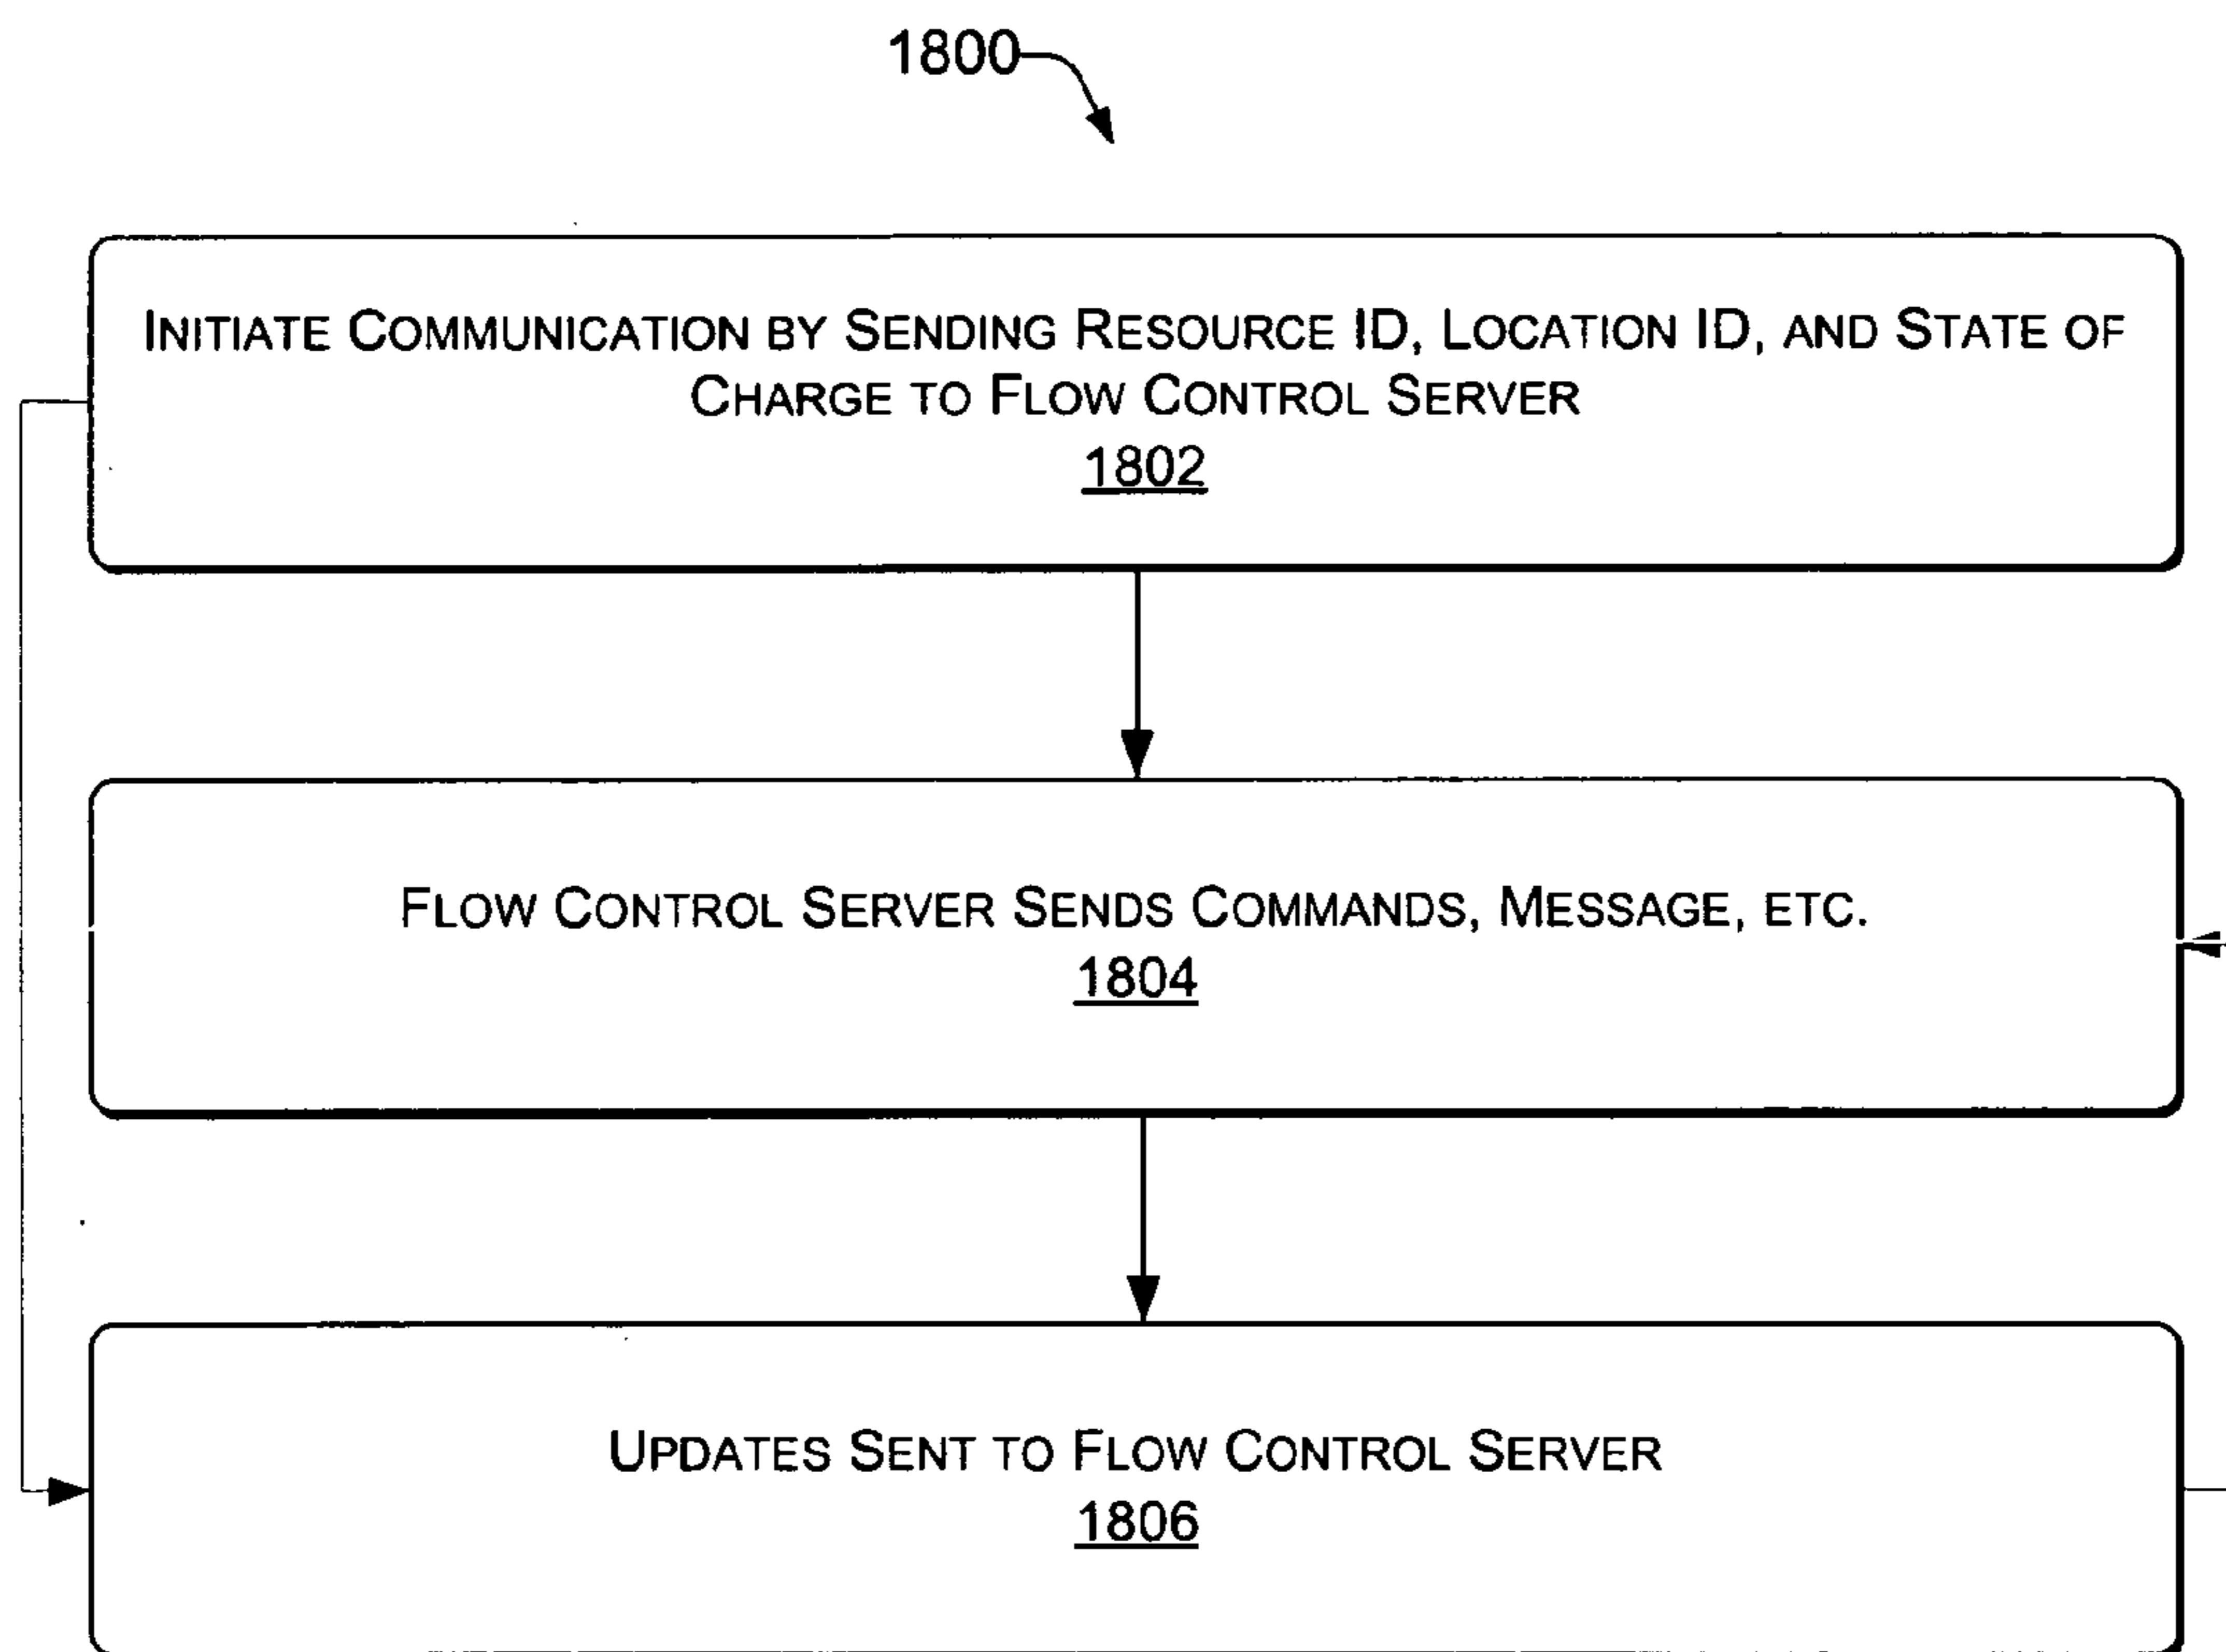 1800
INITIATE COMMUNICATION BY SENDING RESOURCE ID, LOCATION ID, AND STATE OF
CHARGE TO FLOW CONTROL SERVER
1802
FLOW CONTROL SERVER SENDS COMMANDS, MESSAGE, ETC.
1804
UPDATES SENT TO FLOW CONTROL SERVER
1806